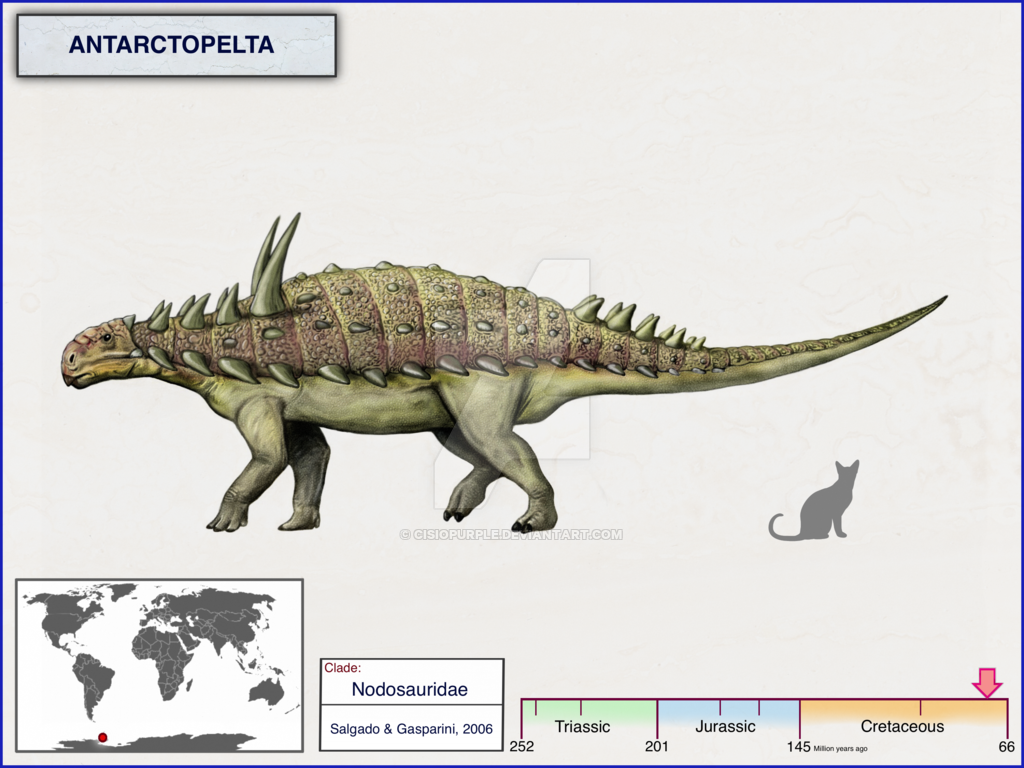 ANTARCTOPELTA
© CISIOPURPLE.DEVIANTART.COM
Clade:
Nodosauridae
Salgado & Gasparini, 2006
Triassic Jurassic Cretaceous
252 201 145 Million years ago 66